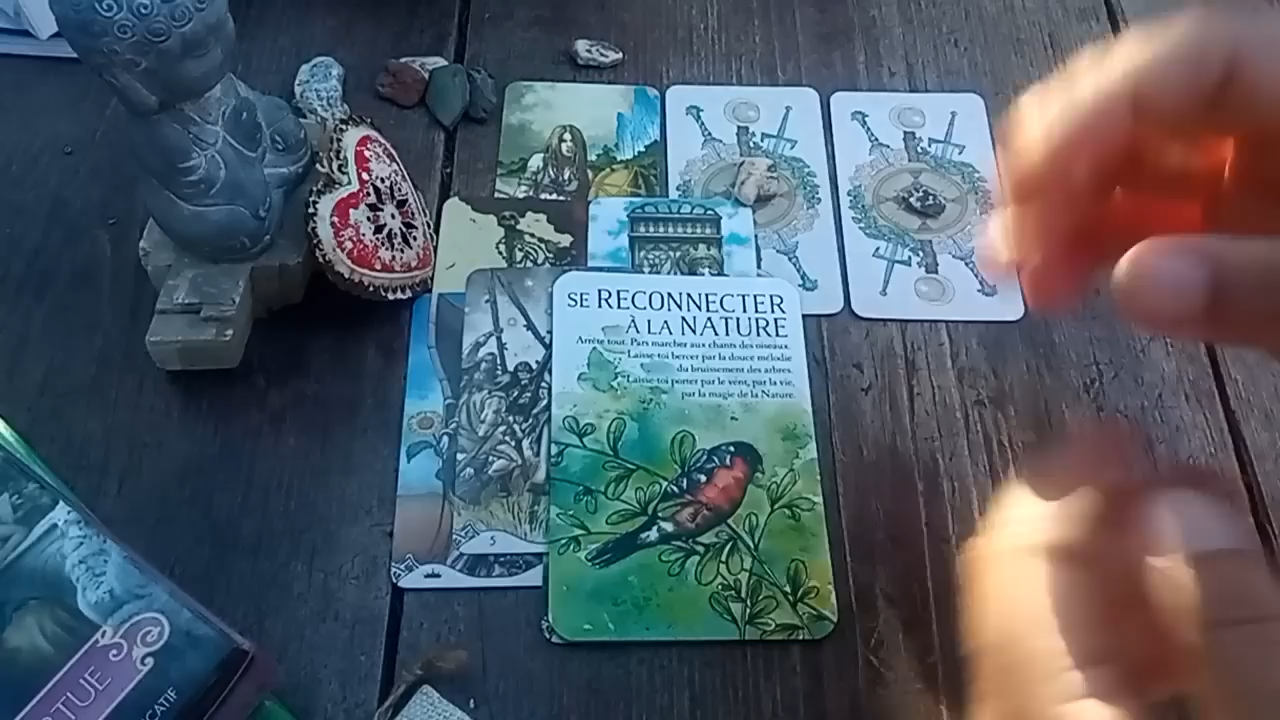 SE RECONNECTER
À LA NATURE
Arrête tout. Pars marcher aux chants des oiseaux.
Laisse-toi bercer par la douce mélodie
du bruissement des arbres.
Laisse-toi porter par le vent, par la vie,
par la magie de la Nature.
5
RTUE
CATIF